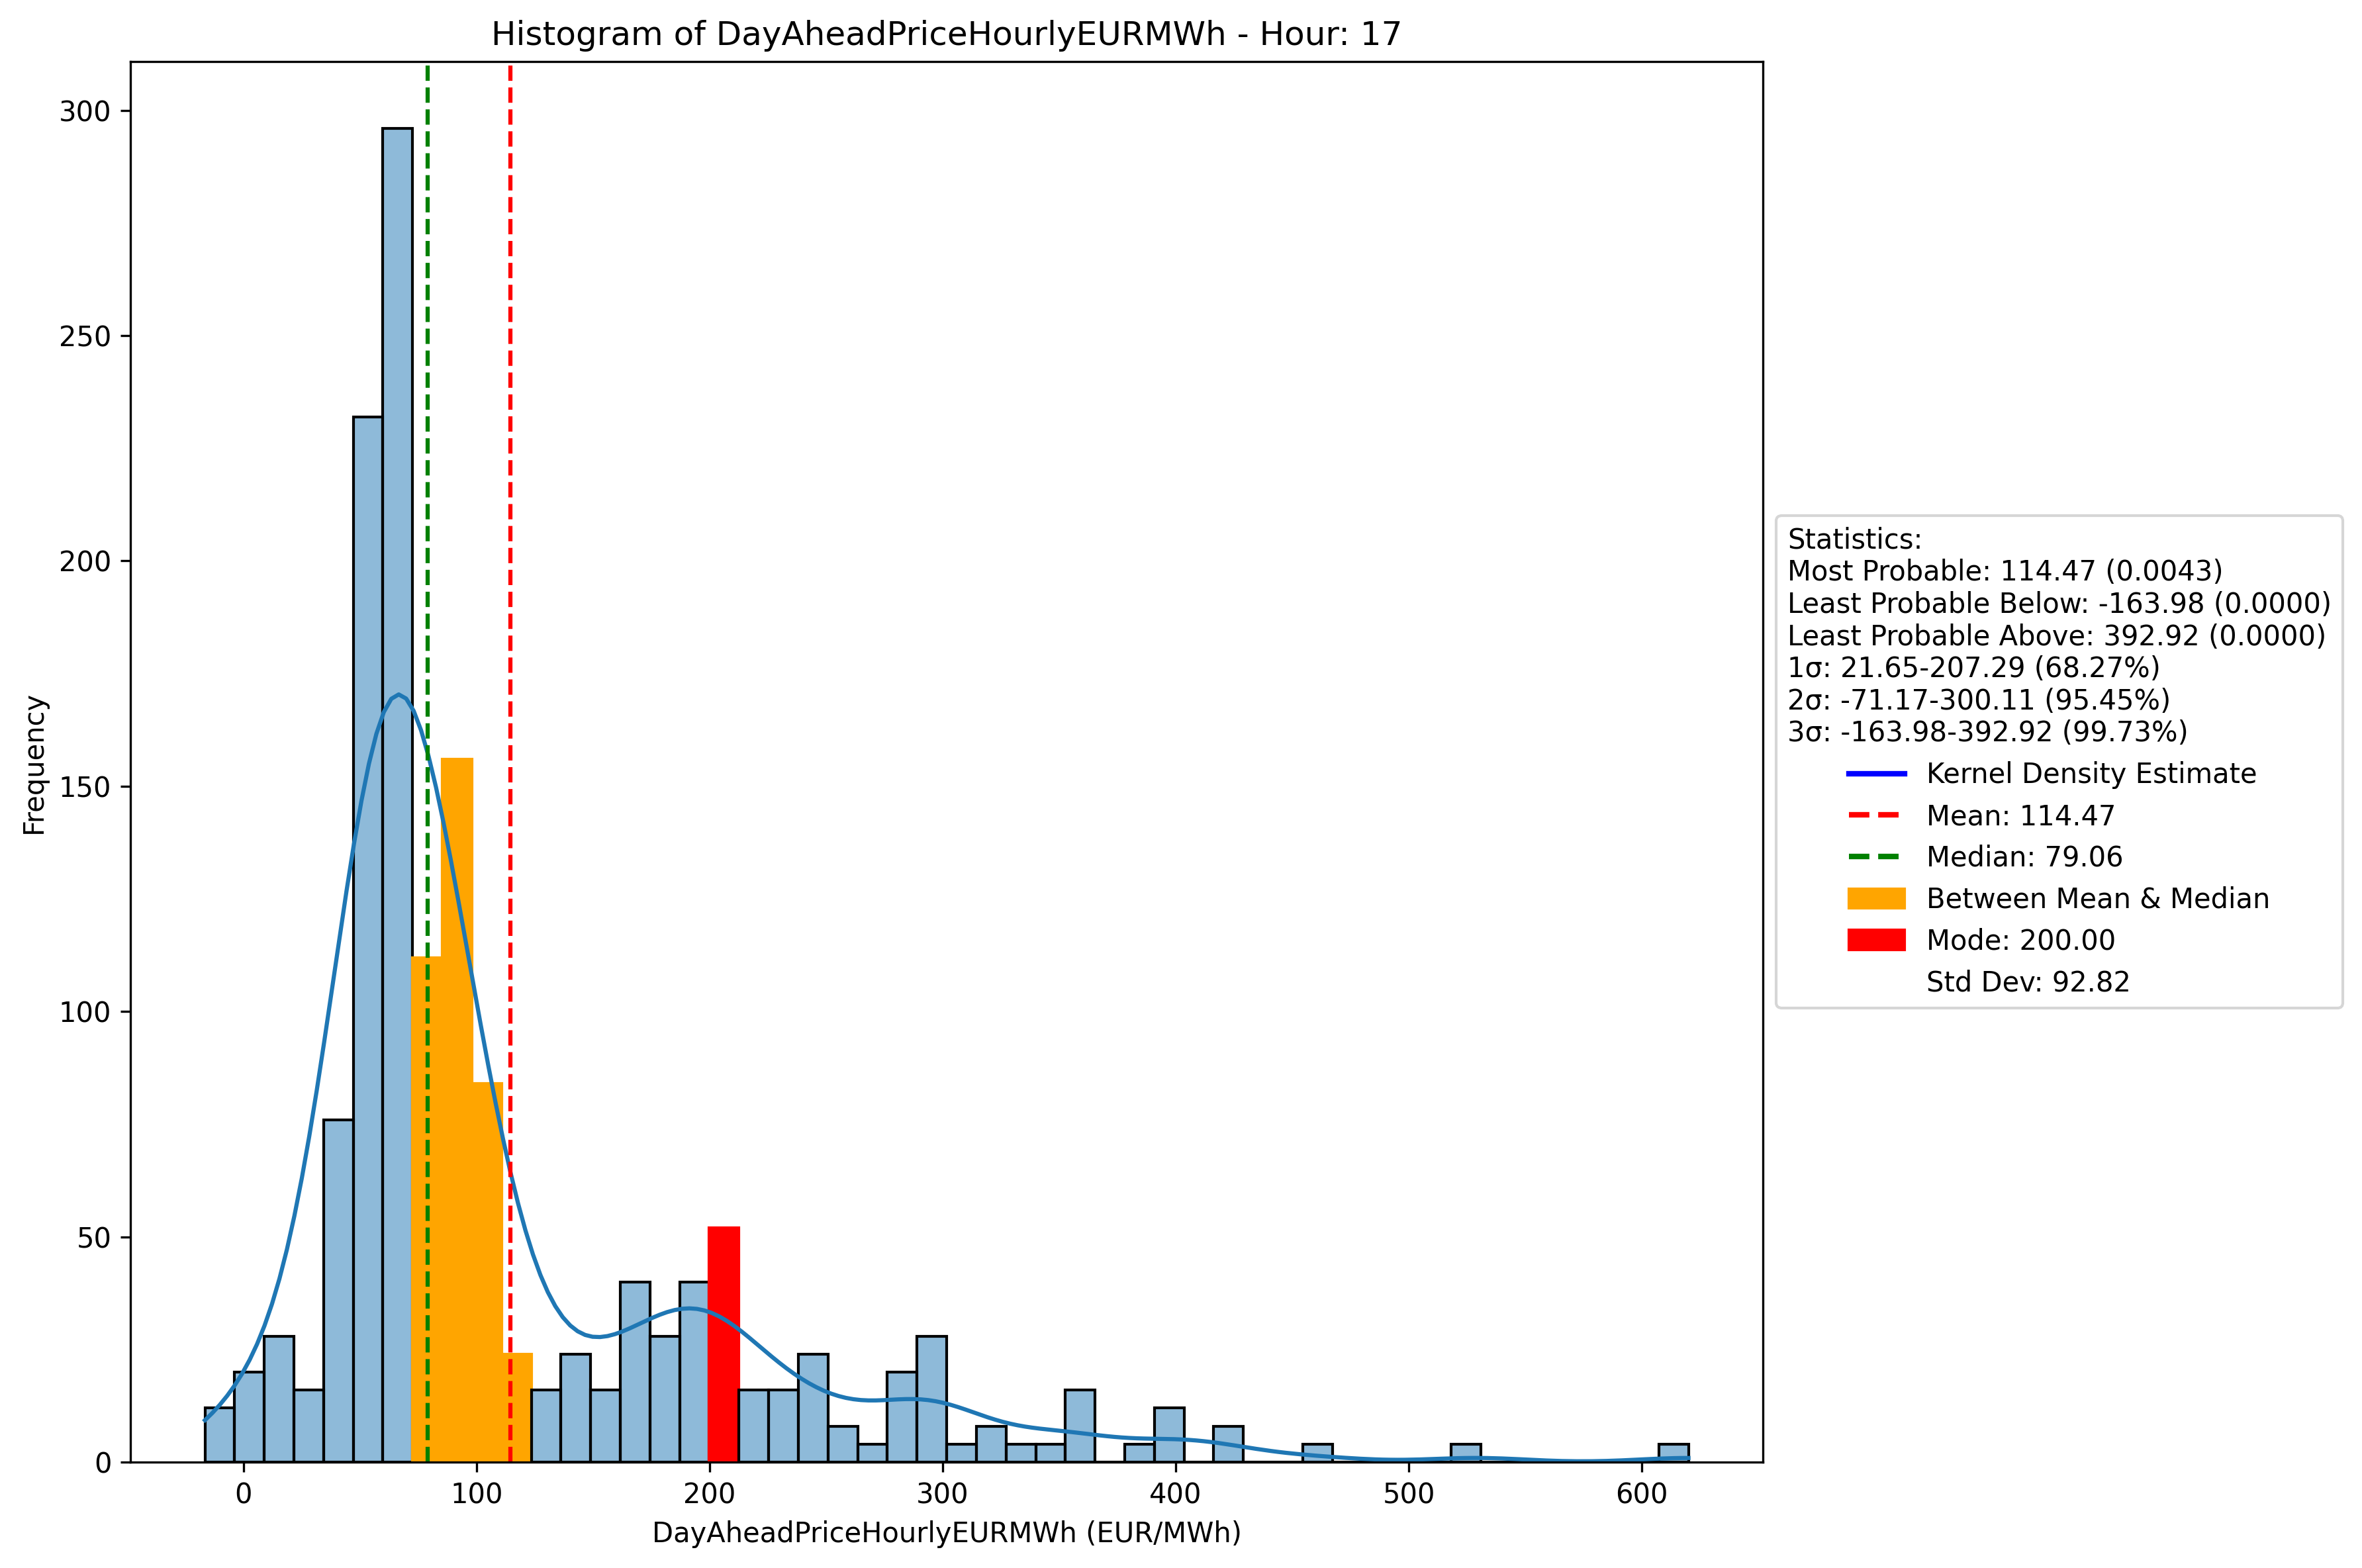 Histogram of DayAheadPriceHourlyEURMWh - Hour: 17
300
250
200
150
100
50
0
Frequency
0 100 200 300 400 500 600
DayAheadPriceHourlyEURMWh (EUR/MWh)
Statistics:
Most Probable: 114.47 (0.0043)
Least Probable Below: -163.98 (0.0000)
Least Probable Above: 392.92 (0.0000)
1σ: 21.65-207.29 (68.27%)
2σ: -71.17-300.11 (95.45%)
3σ: -163.98-392.92 (99.73%)
Kernel Density Estimate
Mean: 114.47
Median: 79.06
Between Mean & Median
Mode: 200.00
Std Dev: 92.82